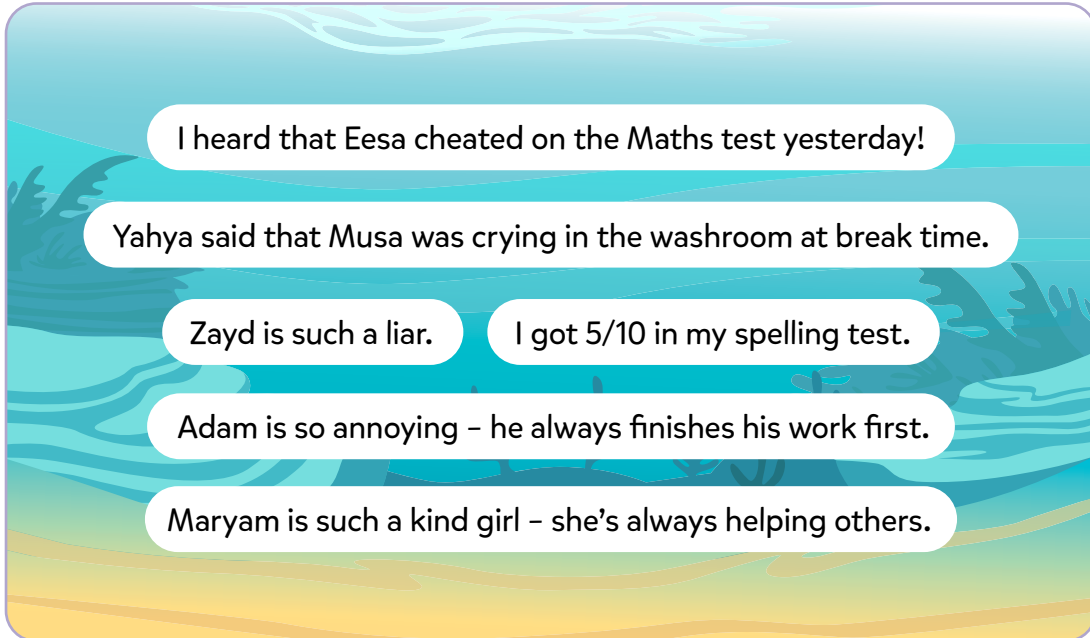 I heard that Eesa cheated on the Maths test yesterday!
Yahya said that Musa was crying in the washroom at break time.
Zayd is such a liar.
I got 5/10 in my spelling test.
Adam is so annoying – he always finishes his work first.
Maryam is such a kind girl – she’s always helping others.